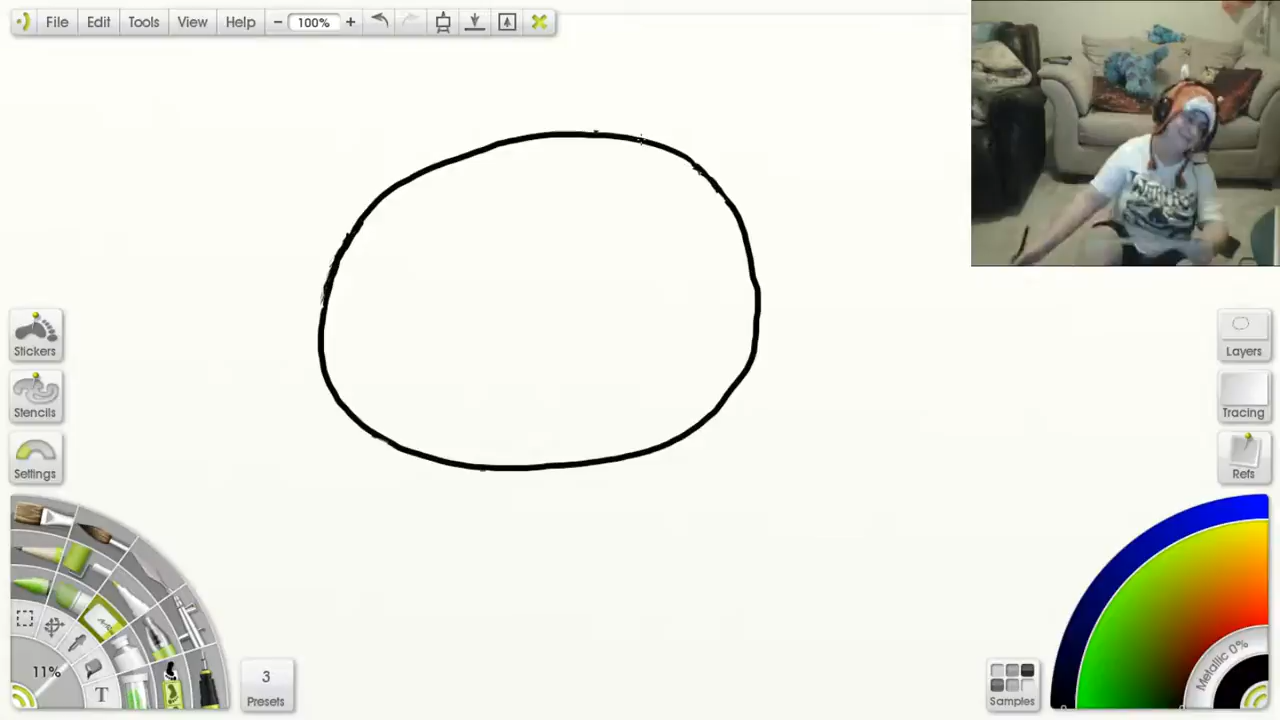 File Edit Tools View Help − 100% +
Stickers
Stencils
Settings
11%
T
3
Presets
Layers
Tracing
Refs
Metallic 0%
Samples